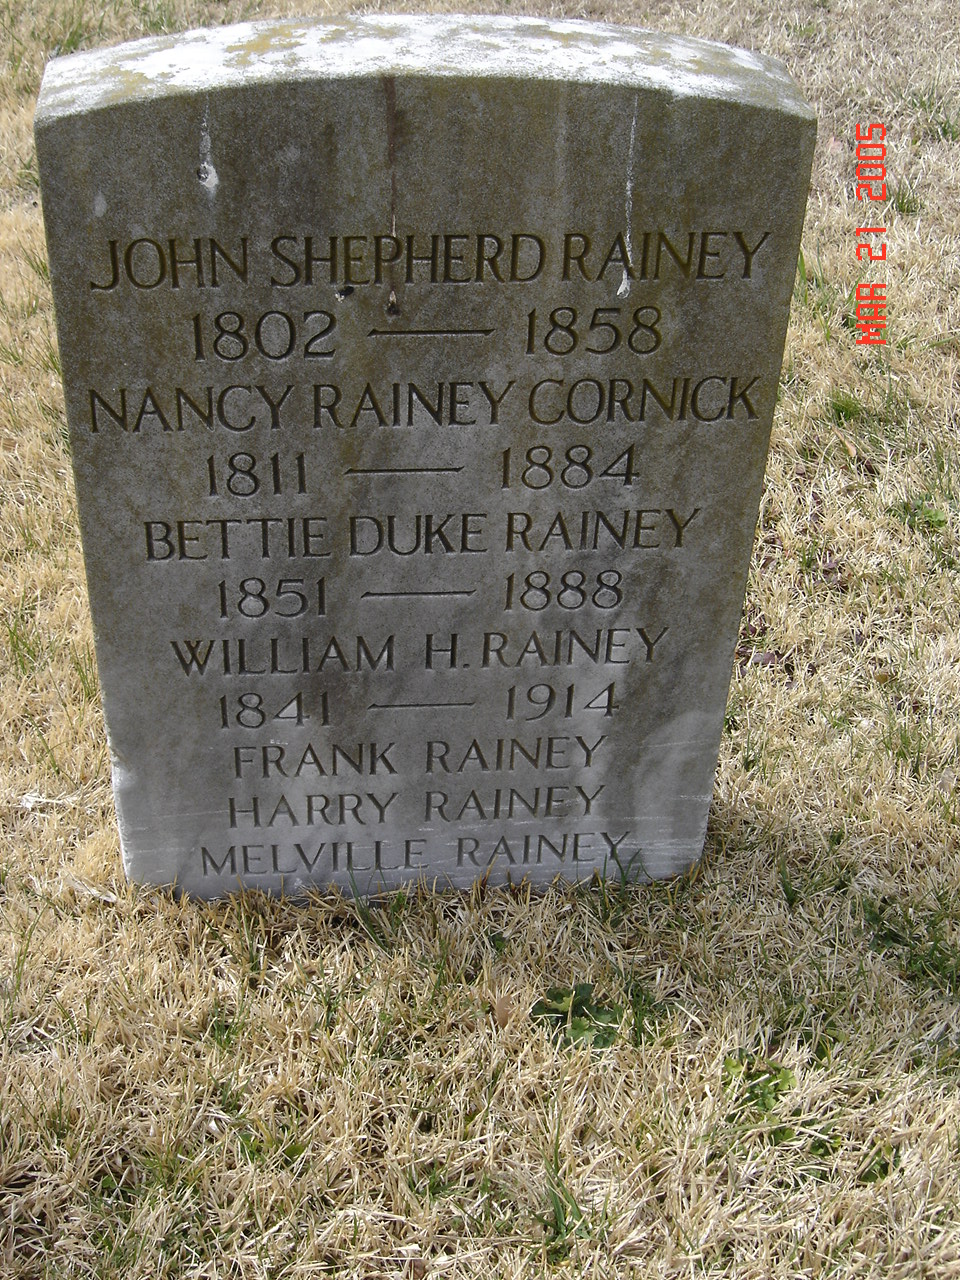 JOHN SHEPHERD RAINEY
1802 — 1858
NANCY RAINEY CORNICK
1811 — 1884
BETTIE DUKE RAINEY
1851 — 1888
WILLIAM H. RAINEY
1841 — 1914
FRANK RAINEY
HARRY RAINEY
MELVILLE RAINEY
MAR 21 2005